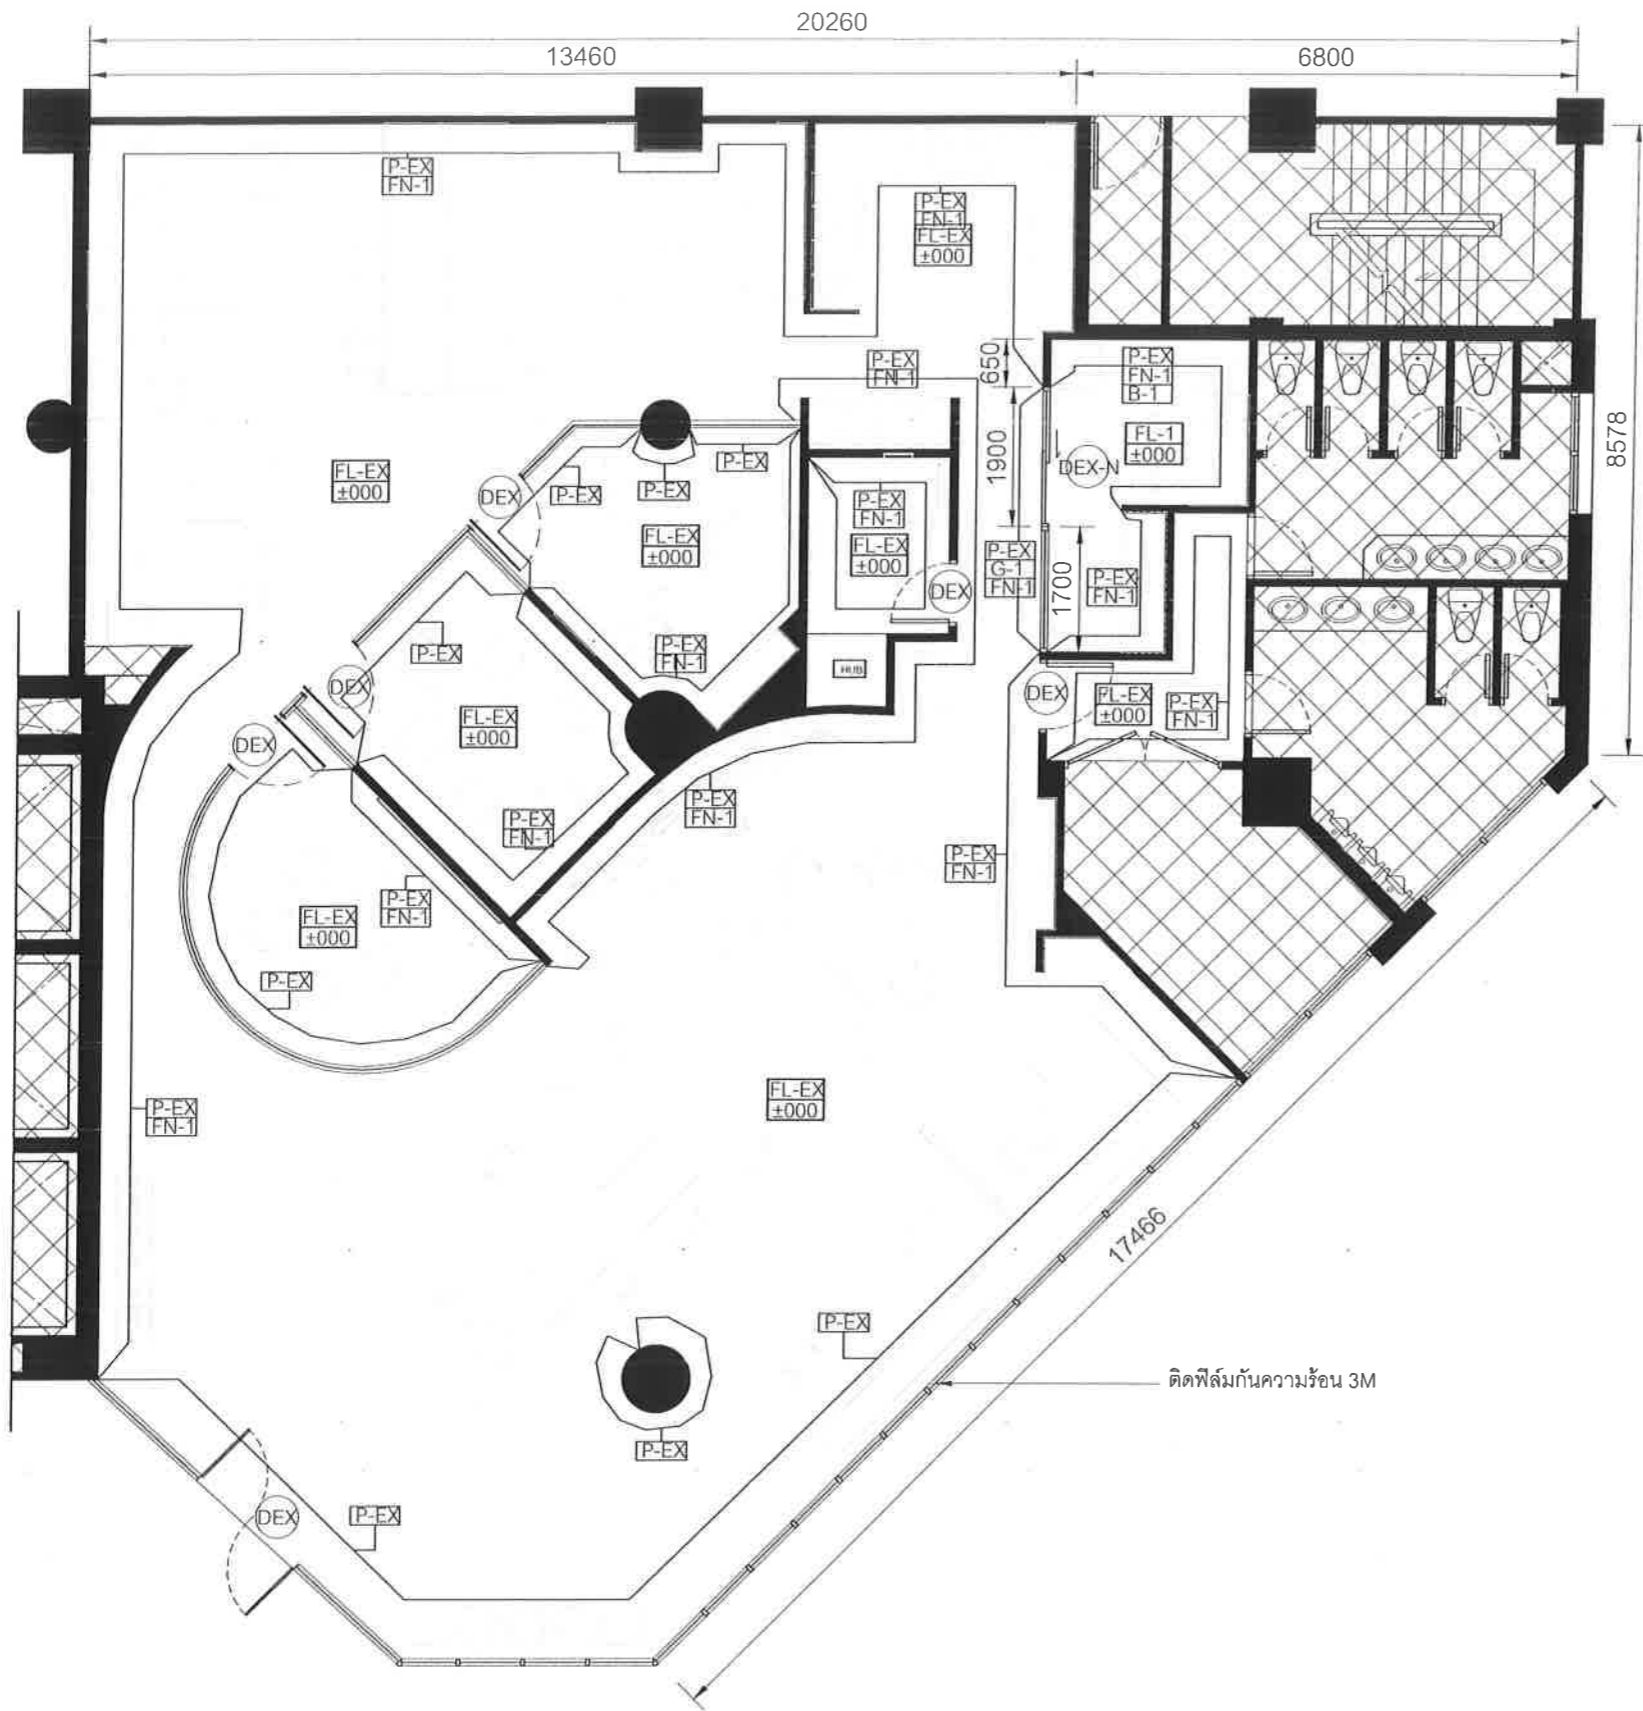 20260
13460
6800
P-EX
FN-1
P-EX
FN-1
FL-EX
±000
8578
650
P-EX
FN-1
P-EX
FN-1
B-1
1900
FL-1
±000
DEX-N
P-EX
FL-EX
±000
DEX
P-EX
P-EX
P-EX
FN-1
FL-EX
±000
FL-EX
±000
P-EX
G-1
FN-1
1700
P-EX
FN-1
DEX
P-EX
P-EX
FN-1
HUB
DEX
DEX
FL-EX
±000
P-EX
FN-1
FL-EX
±000
DEX
P-EX
FN-1
P-EX
FN-1
P-EX
FN-1
P-EX
FN-1
FL-EX
±000
P-EX
FL-EX
±000
P-EX
FN-1
17466
P-EX
ติดฟิล์มกันความร้อน 3M
P-EX
P-EX
DEX